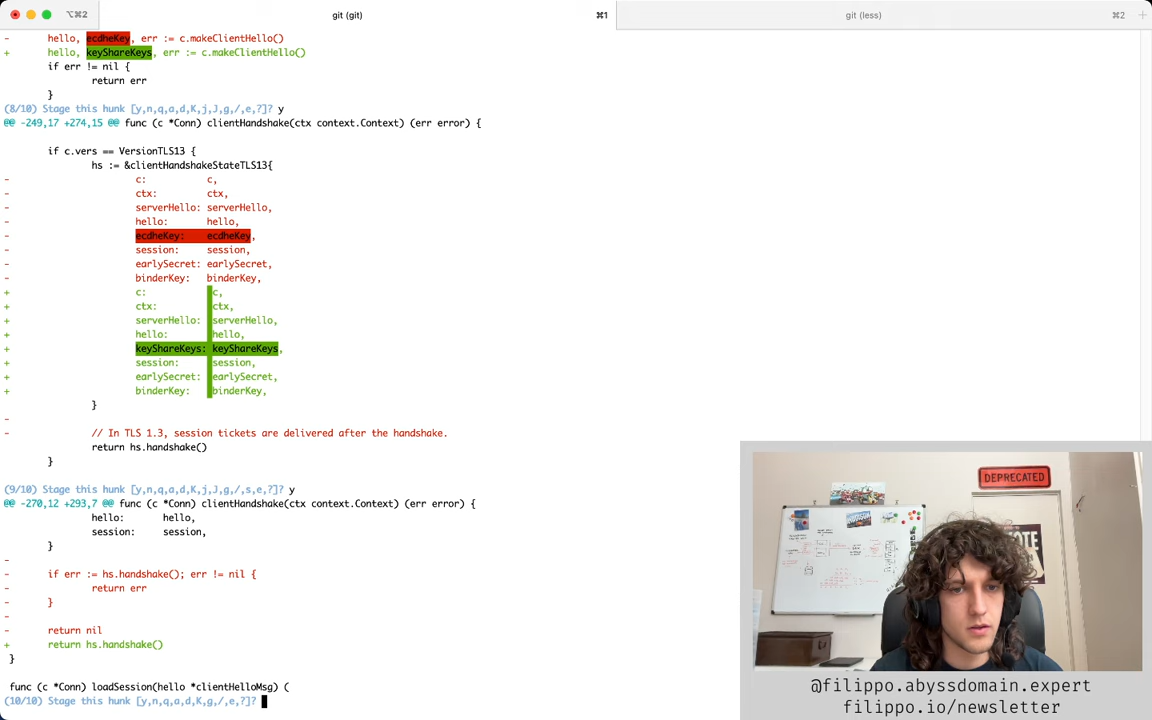 ⌥⌘2
git (git)
⌘1
git (less)
⌘2
- hello, ecdheKey, err := c.makeClientHello()
+ hello, keyShareKeys, err := c.makeClientHello()
if err != nil {
return err
}
(8/10) Stage this hunk [y,n,q,a,d,K,j,J,g,/,e,?]? y
@@ -249,17 +274,15 @@ func (c *Conn) clientHandshake(ctx context.Context) (err error) {
if c.vers == VersionTLS13 {
hs := &clientHandshakeStateTLS13{
- c: c,
- ctx: ctx,
- serverHello: serverHello,
- hello: hello,
- ecdheKey: ecdheKey,
- session: session,
- earlySecret: earlySecret,
- binderKey: binderKey,
+ c: c,
+ ctx: ctx,
+ serverHello: serverHello,
+ hello: hello,
+ keyShareKeys: keyShareKeys,
+ session: session,
+ earlySecret: earlySecret,
+ binderKey: binderKey,
}
-
- // In TLS 1.3, session tickets are delivered after the handshake.
return hs.handshake()
}
(9/10) Stage this hunk [y,n,q,a,d,K,j,J,g,/,s,e,?]? y
@@ -270,12 +293,7 @@ func (c *Conn) clientHandshake(ctx context.Context) (err error) {
hello: hello,
session: session,
}
-
- if err := hs.handshake(); err != nil {
- return err
- }
-
- return nil
+ return hs.handshake()
}
func (c *Conn) loadSession(hello *clientHelloMsg) (
(10/10) Stage this hunk [y,n,q,a,d,K,g,/,e,?]?
DEPRECATED
@filippo.abyssdomain.expert
filippo.io/newsletter